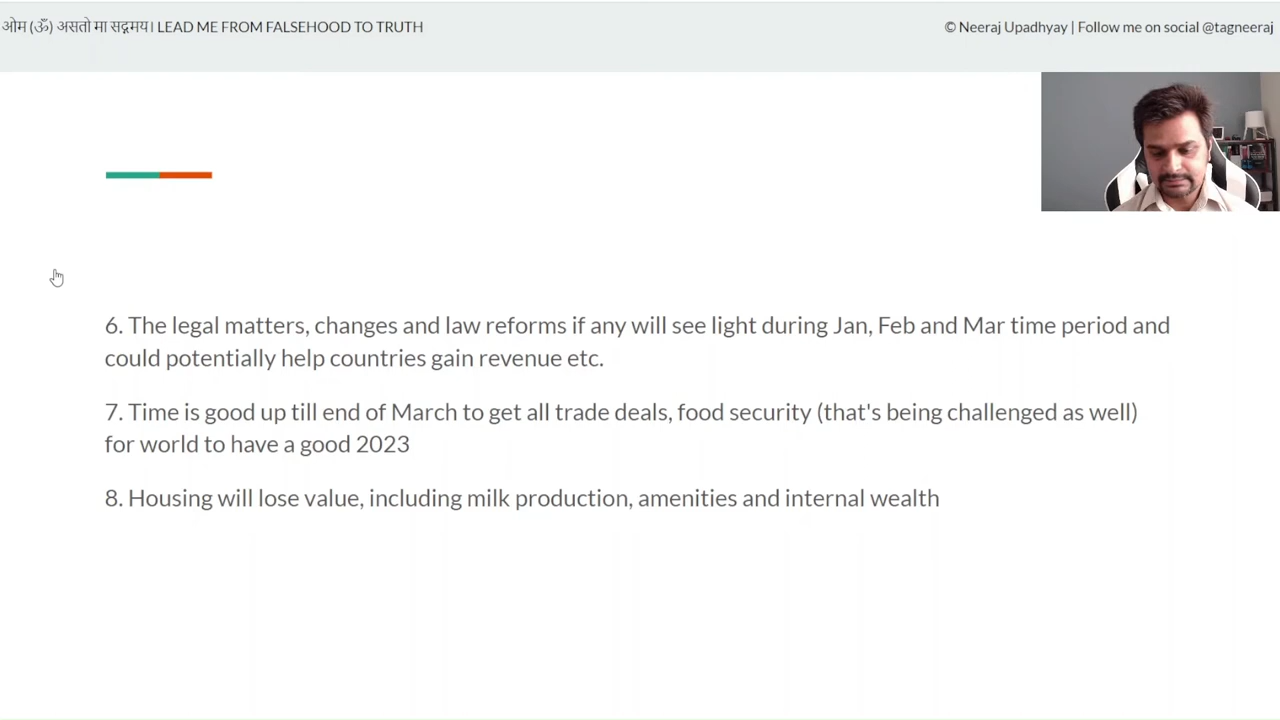 ओम (ॐ) असतो मा सद्गमय। LEAD ME FROM FALSEHOOD TO TRUTH
© Neeraj Upadhyay | Follow me on social @tagneeraj
6. The legal matters, changes and law reforms if any will see light during Jan, Feb and Mar time period and
could potentially help countries gain revenue etc.
7. Time is good up till end of March to get all trade deals, food security (that's being challenged as well)
for world to have a good 2023
8. Housing will lose value, including milk production, amenities and internal wealth